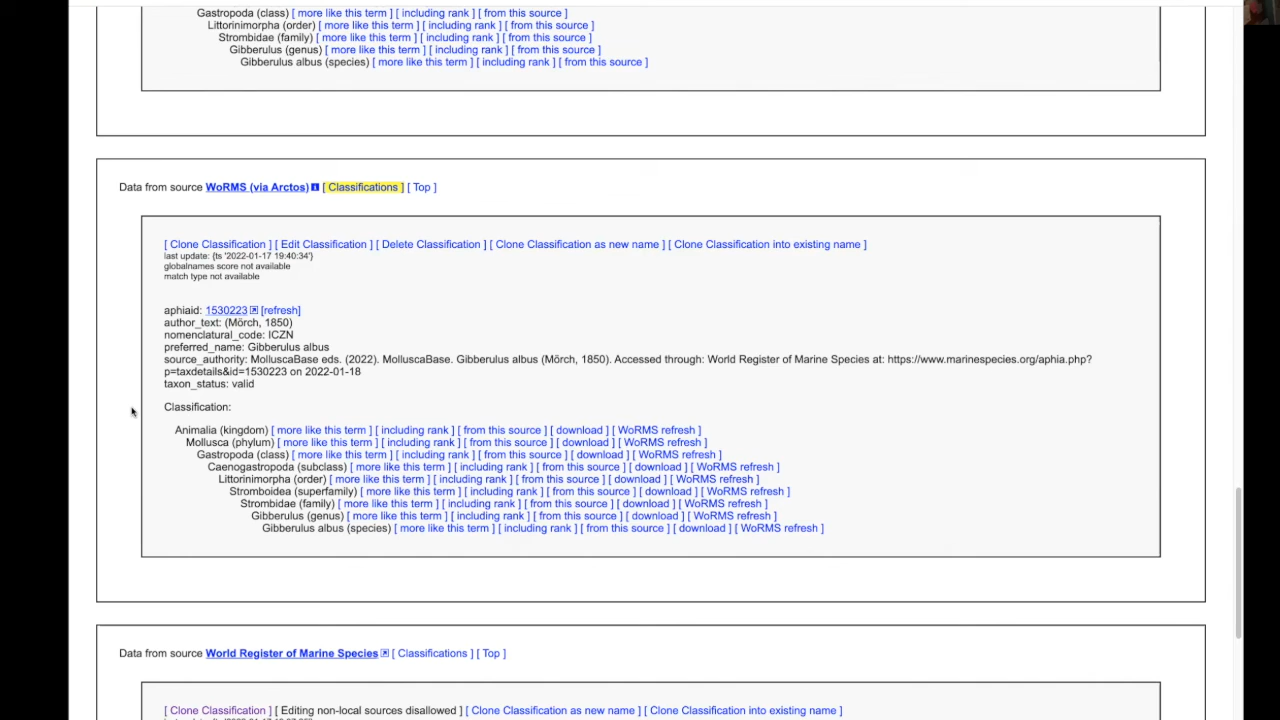 Gastropoda (class) [ more like this term ] [ including rank ] [ from this source ]
Littorinimorpha (order) [ more like this term ] [ including rank ] [ from this source ]
Strombidae (family) [ more like this term ] [ including rank ] [ from this source ]
Gibberulus (genus) [ more like this term ] [ including rank ] [ from this source ]
Gibberulus albus (species) [ more like this term ] [ including rank ] [ from this source ]
Data from source WoRMS (via Arctos) [ Classifications ] [ Top ]
[ Clone Classification ] [ Edit Classification ] [ Delete Classification ] [ Clone Classification as new name ] [ Clone Classification into existing name ]
last update: {ts '2022-01-17 19:40:34'}
globalnames score not available
match type not available
aphiaid: 1530223 [refresh]
author_text: (Mörch, 1850)
nomenclatural_code: ICZN
preferred_name: Gibberulus albus
source_authority: MolluscaBase eds. (2022). MolluscaBase. Gibberulus albus (Mörch, 1850). Accessed through: World Register of Marine Species at: https://www.marinespecies.org/aphia.php?
p=taxdetails&id=1530223 on 2022-01-18
taxon_status: valid
Classification:
Animalia (kingdom) [ more like this term ] [ including rank ] [ from this source ] [ download ] [ WoRMS refresh ]
Mollusca (phylum) [ more like this term ] [ including rank ] [ from this source ] [ download ] [ WoRMS refresh ]
Gastropoda (class) [ more like this term ] [ including rank ] [ from this source ] [ download ] [ WoRMS refresh ]
Caenogastropoda (subclass) [ more like this term ] [ including rank ] [ from this source ] [ download ] [ WoRMS refresh ]
Littorinimorpha (order) [ more like this term ] [ including rank ] [ from this source ] [ download ] [ WoRMS refresh ]
Stromboidea (superfamily) [ more like this term ] [ including rank ] [ from this source ] [ download ] [ WoRMS refresh ]
Strombidae (family) [ more like this term ] [ including rank ] [ from this source ] [ download ] [ WoRMS refresh ]
Gibberulus (genus) [ more like this term ] [ including rank ] [ from this source ] [ download ] [ WoRMS refresh ]
Gibberulus albus (species) [ more like this term ] [ including rank ] [ from this source ] [ download ] [ WoRMS refresh ]
Data from source World Register of Marine Species [ Classifications ] [ Top ]
[ Clone Classification ] [ Editing non-local sources disallowed ] [ Clone Classification as new name ] [ Clone Classification into existing name ]